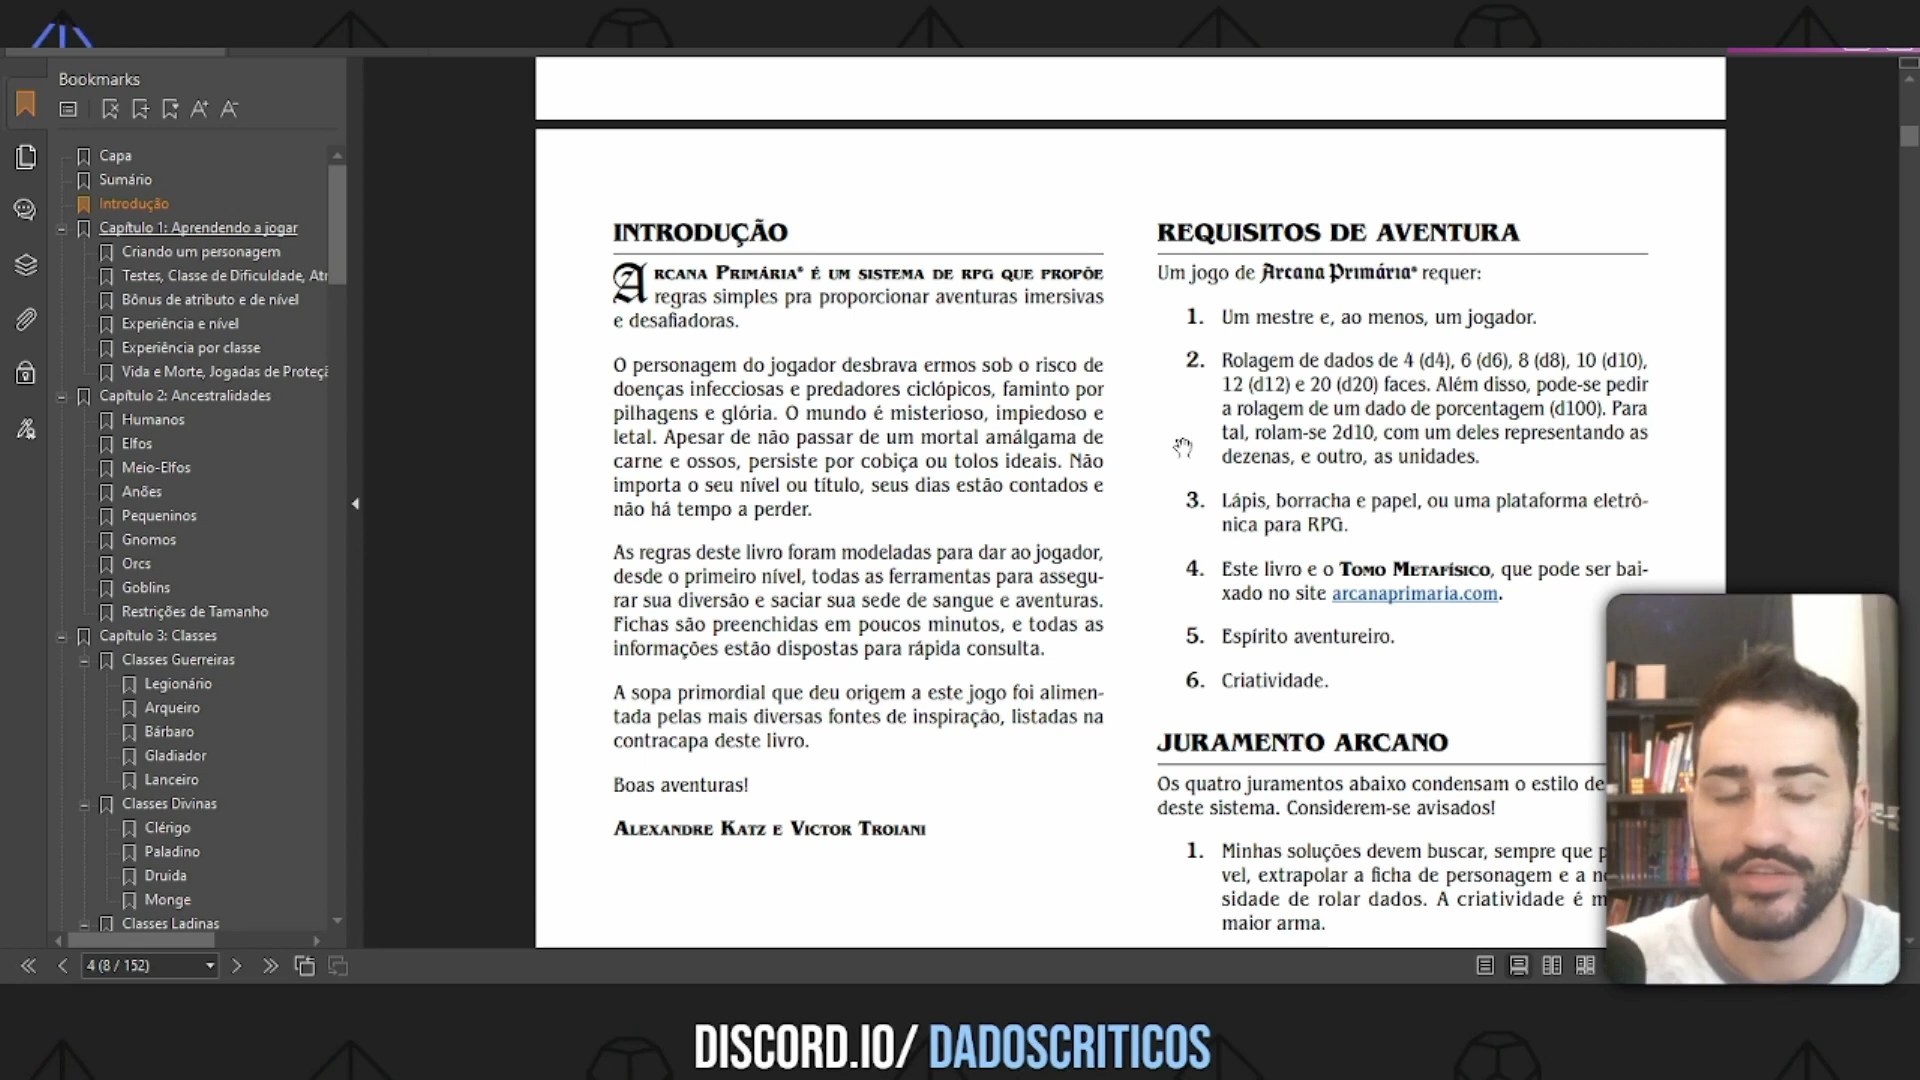 Bookmarks
Capa
Sumário
Introdução
Capítulo 1: Aprendendo a jogar
Criando um personagem
Testes, Classe de Dificuldade, Atr
Bônus de atributo e de nível
Experiência e nível
Experiência por classe
Vida e Morte, Jogadas de Proteçã
Capítulo 2: Ancestralidades
Humanos
Elfos
Meio-Elfos
Anões
Pequeninos
Gnomos
Orcs
Goblins
Restrições de Tamanho
Capítulo 3: Classes
Classes Guerreiras
Legionário
Arqueiro
Bárbaro
Gladiador
Lanceiro
Classes Divinas
Clérigo
Paladino
Druida
Monge
Classes Ladinas
4 (8 / 152)
INTRODUÇÃO
ARCANA PRIMÁRIA® É UM SISTEMA DE RPG QUE PROPÕE
regras simples pra proporcionar aventuras imersivas
e desafiadoras.
O personagem do jogador desbrava ermos sob o risco de
doenças infecciosas e predadores ciclópicos, faminto por
pilhagens e glória. O mundo é misterioso, impiedoso e
letal. Apesar de não passar de um mortal amálgama de
carne e ossos, persiste por cobiça ou tolos ideais. Não
importa o seu nível ou título, seus dias estão contados e
não há tempo a perder.
As regras deste livro foram modeladas para dar ao jogador,
desde o primeiro nível, todas as ferramentas para assegu-
rar sua diversão e saciar sua sede de sangue e aventuras.
Fichas são preenchidas em poucos minutos, e todas as
informações estão dispostas para rápida consulta.
A sopa primordial que deu origem a este jogo foi alimen-
tada pelas mais diversas fontes de inspiração, listadas na
contracapa deste livro.
Boas aventuras!
ALEXANDRE KATZ E VICTOR TROIANI
REQUISITOS DE AVENTURA
Um jogo de Arcana Primária® requer:
1. Um mestre e, ao menos, um jogador.
2. Rolagem de dados de 4 (d4), 6 (d6), 8 (d8), 10 (d10),
12 (d12) e 20 (d20) faces. Além disso, pode-se pedir
a rolagem de um dado de porcentagem (d100). Para
tal, rolam-se 2d10, com um deles representando as
dezenas, e outro, as unidades.
3. Lápis, borracha e papel, ou uma plataforma eletrô-
nica para RPG.
4. Este livro e o TOMO METAFÍSICO, que pode ser bai-
xado no site arcanaprimaria.com.
5. Espírito aventureiro.
6. Criatividade.
JURAMENTO ARCANO
Os quatro juramentos abaixo condensam o estilo de
deste sistema. Considerem-se avisados!
1. Minhas soluções devem buscar, sempre que p
vel, extrapolar a ficha de personagem e a n
sidade de rolar dados. A criatividade é m
maior arma.
DISCORD.IO/ DADOSCRITICOS